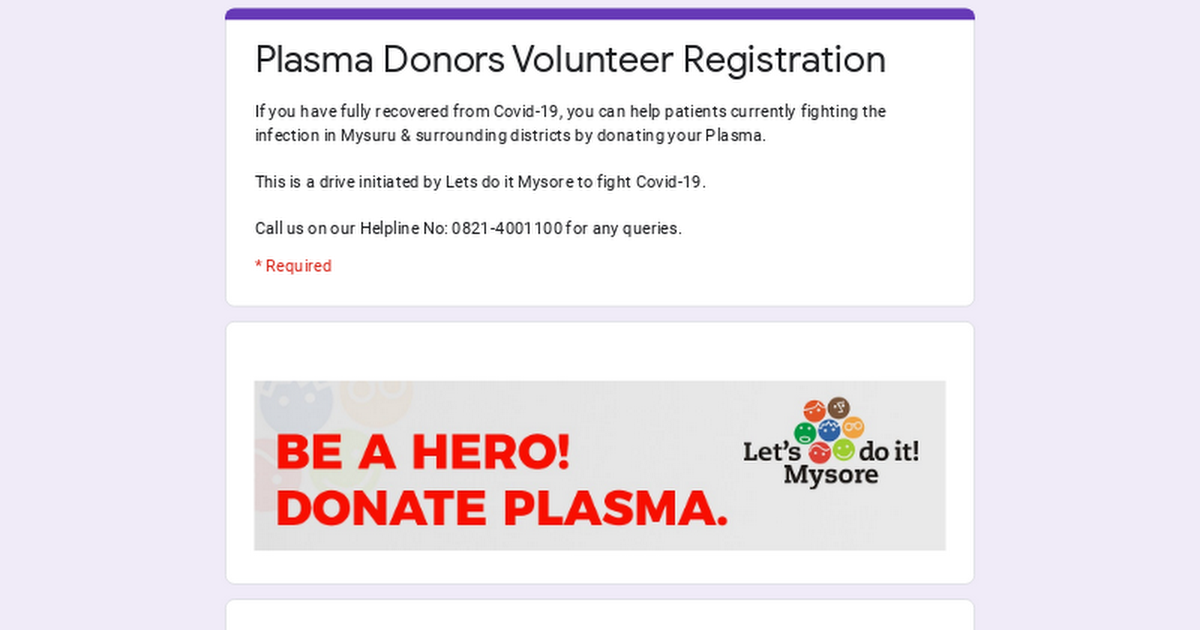 Plasma Donors Volunteer Registration
If you have fully recovered from Covid-19, you can help patients currently fighting the
infection in Mysuru & surrounding districts by donating your Plasma.
This is a drive initiated by Lets do it Mysore to fight Covid-19.
Call us on our Helpline No: 0821-4001100 for any queries.
* Required
BE A HERO!
DONATE PLASMA.
Let's do it!
Mysore